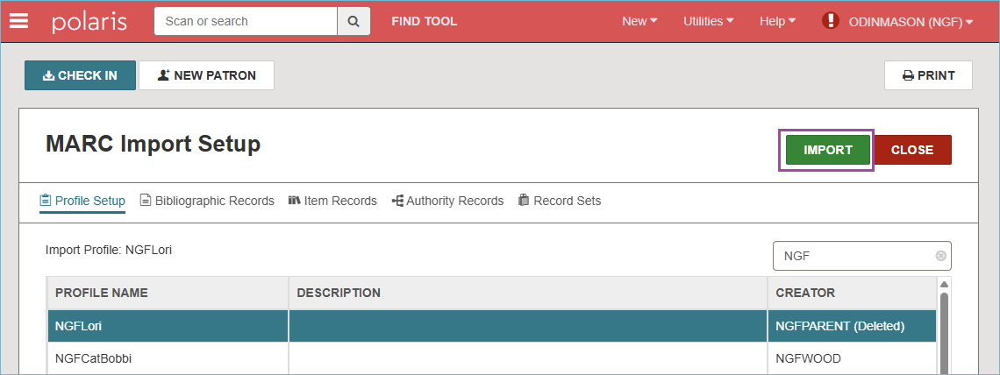 polaris Scan or search FIND TOOL New Utilities Help ODINMASON (NGF)
CHECK IN NEW PATRON PRINT
MARC Import Setup IMPORT CLOSE
Profile Setup Bibliographic Records Item Records Authority Records Record Sets
Import Profile: NGFLori NGF
PROFILE NAME DESCRIPTION CREATOR
NGFLori NGFPARENT (Deleted)
NGFCatBobbi NGFWOOD